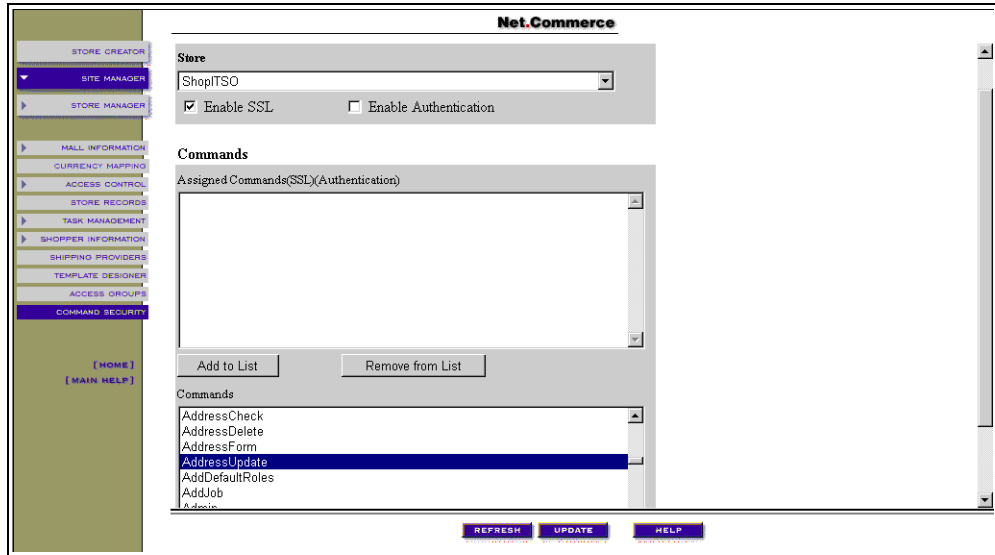 Net.Commerce
STORE CREATOR
SITE MANAGER
STORE MANAGER
MALL INFORMATION
CURRENCY MAPPING
ACCESS CONTROL
STORE RECORDS
TASK MANAGEMENT
SHOPPER INFORMATION
SHIPPING PROVIDERS
TEMPLATE DESIGNER
ACCESS GROUPS
COMMAND SECURITY
[HOME]
[MAIN HELP]
Store
ShopITSO
Enable SSL Enable Authentication
Commands
Assigned Commands(SSL)(Authentication)
Add to List Remove from List
Commands
AddressCheck
AddressDelete
AddressForm
AddressUpdate
AddDefaultRoles
AddJob
Admin
REFRESH UPDATE HELP